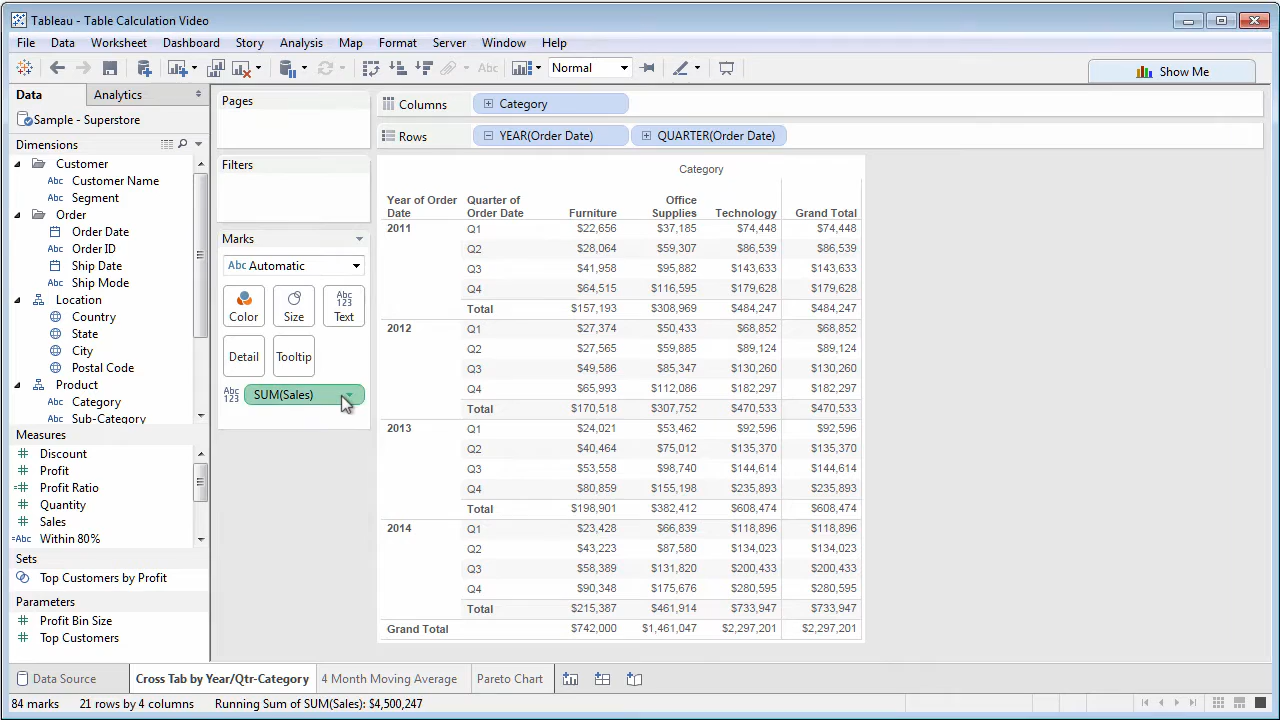 Tableau - Table Calculation Video
File Data Worksheet Dashboard Story Analysis Map Format Server Window Help
Abc Normal Show Me
Data Analytics
Sample - Superstore
Dimensions
Customer
Abc Customer Name
Abc Segment
Order
Order Date
Abc Order ID
Ship Date
Abc Ship Mode
Location
Country
State
City
Postal Code
Product
Abc Category
Abc Sub-Category
Measures
# Discount
# Profit
=# Profit Ratio
# Quantity
# Sales
=Abc Within 80%
Sets
Top Customers by Profit
Parameters
# Profit Bin Size
# Top Customers
Pages
Filters
Marks
Abc Automatic
Color Size Abc 123 Text
Detail Tooltip
Abc 123 SUM(Sales)
Columns Category
Rows YEAR(Order Date) QUARTER(Order Date)
Category
Year of Order Date Quarter of Order Date Furniture Office Supplies Technology Grand Total
2011 Q1 $22,656 $37,185 $74,448 $74,448
Q2 $28,064 $59,307 $86,539 $86,539
Q3 $41,958 $95,882 $143,633 $143,633
Q4 $64,515 $116,595 $179,628 $179,628
Total $157,193 $308,969 $484,247 $484,247
2012 Q1 $27,374 $50,433 $68,852 $68,852
Q2 $27,565 $59,885 $89,124 $89,124
Q3 $49,586 $85,347 $130,260 $130,260
Q4 $65,993 $112,086 $182,297 $182,297
Total $170,518 $307,752 $470,533 $470,533
2013 Q1 $24,021 $53,462 $92,596 $92,596
Q2 $40,464 $75,012 $135,370 $135,370
Q3 $53,558 $98,740 $144,614 $144,614
Q4 $80,859 $155,198 $235,893 $235,893
Total $198,901 $382,412 $608,474 $608,474
2014 Q1 $23,428 $66,839 $118,896 $118,896
Q2 $43,223 $87,580 $134,023 $134,023
Q3 $58,389 $131,820 $200,433 $200,433
Q4 $90,348 $175,676 $280,595 $280,595
Total $215,387 $461,914 $733,947 $733,947
Grand Total $742,000 $1,461,047 $2,297,201 $2,297,201
Data Source Cross Tab by Year/Qtr-Category 4 Month Moving Average Pareto Chart
84 marks 21 rows by 4 columns Running Sum of SUM(Sales): $4,500,247